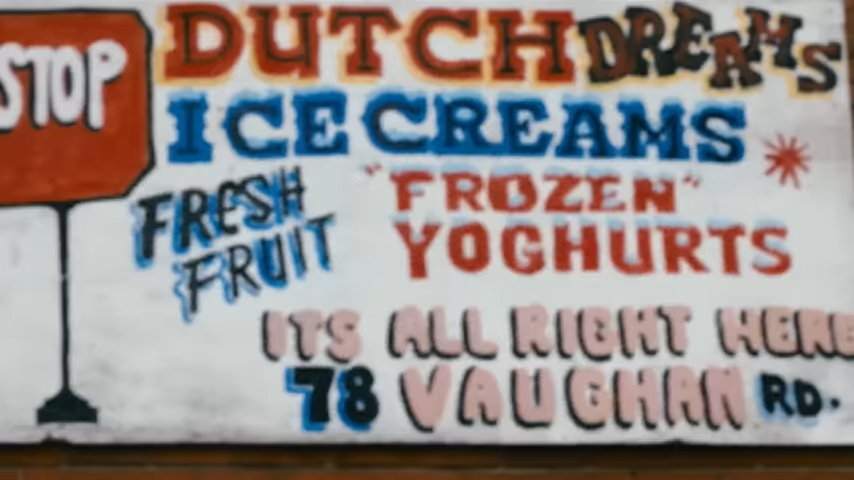 STOP
DUTCH DREAMS
ICE CREAMS
FRESH
FRUIT
"FROZEN"
YOGHURTS
ITS ALL RIGHT HERE
78 VAUGHAN RD.